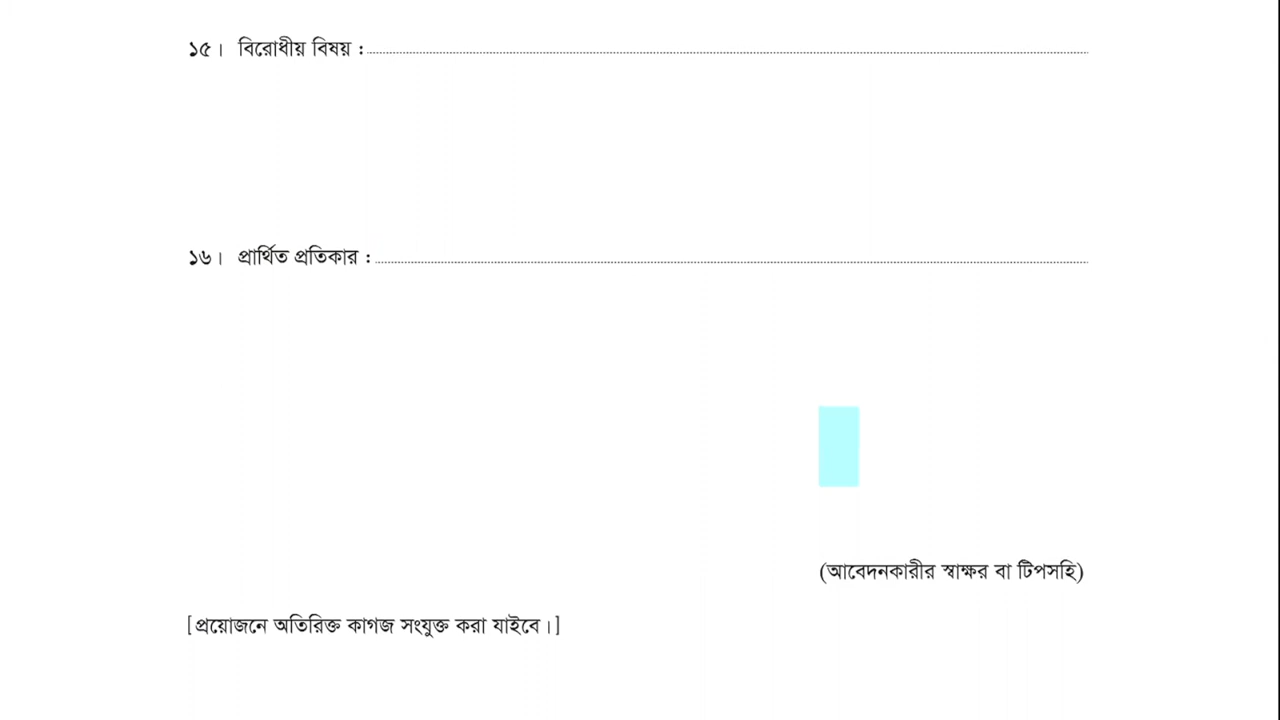 ১৫। বিরোধীয় বিষয় :........................................
১৬। প্রার্থিত প্রতিকার :........................................
(আবেদনকারীর স্বাক্ষর বা টিপসহি)
[প্রয়োজনে অতিরিক্ত কাগজ সংযুক্ত করা যাইবে।]